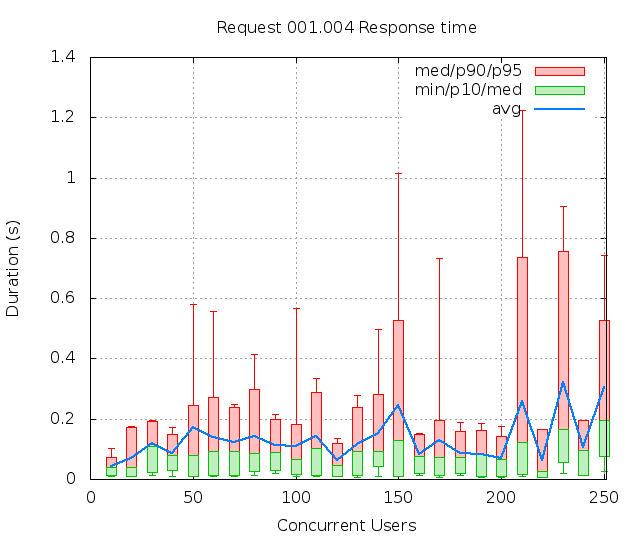 Request 001.004 Response time
med/p90/p95
min/p10/med
avg
Duration (s)
1.4
1.2
1
0.8
0.6
0.4
0.2
0
0 50 100 150 200 250
Concurrent Users